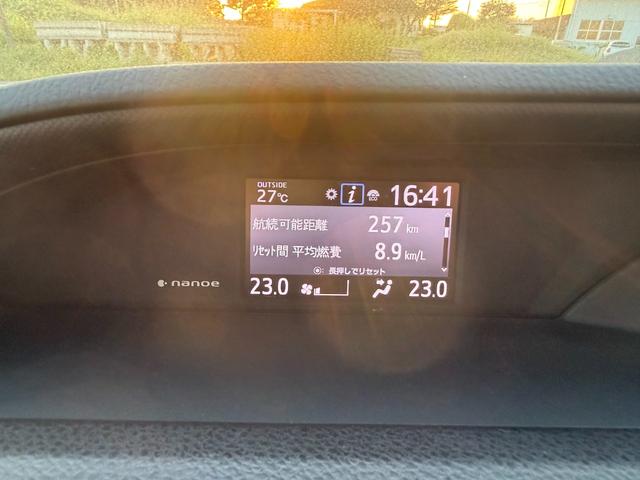 OUTSIDE
27℃ i ECO 16:41
航続可能距離 257 km
リセット間 平均燃費 8.9 km/L
: 長押しでリセット
nanoe
23.0 23.0